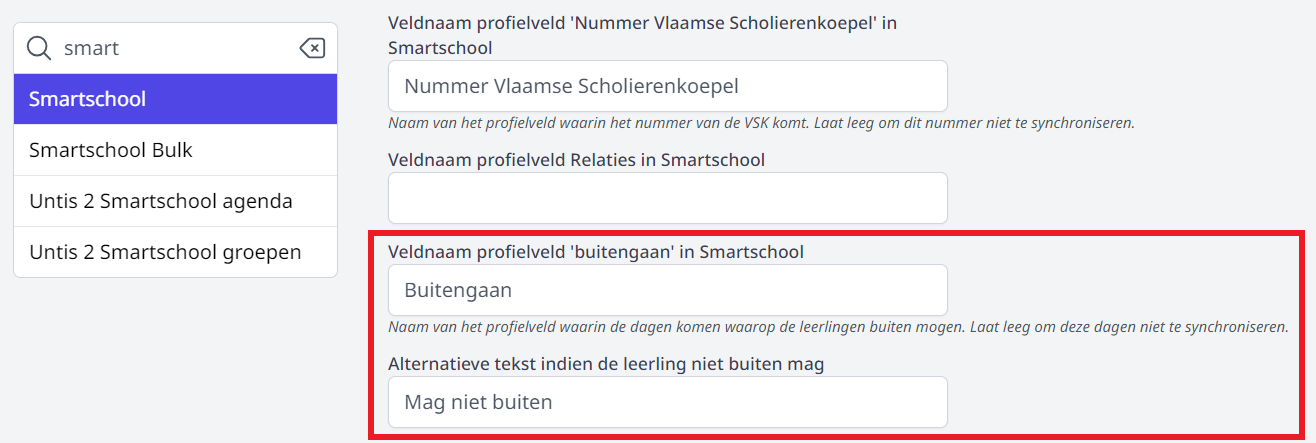 smart
Smartschool
Smartschool Bulk
Untis 2 Smartschool agenda
Untis 2 Smartschool groepen
Veldnaam profielveld 'Nummer Vlaamse Scholierenkoepel' in
Smartschool
Nummer Vlaamse Scholierenkoepel
Naam van het profielveld waarin het nummer van de VSK komt. Laat leeg om dit nummer niet te synchroniseren.
Veldnaam profielveld Relaties in Smartschool
Veldnaam profielveld 'buitengaan' in Smartschool
Buitengaan
Naam van het profielveld waarin de dagen komen waarop de leerlingen buiten mogen. Laat leeg om deze dagen niet te synchroniseren.
Alternatieve tekst indien de leerling niet buiten mag
Mag niet buiten